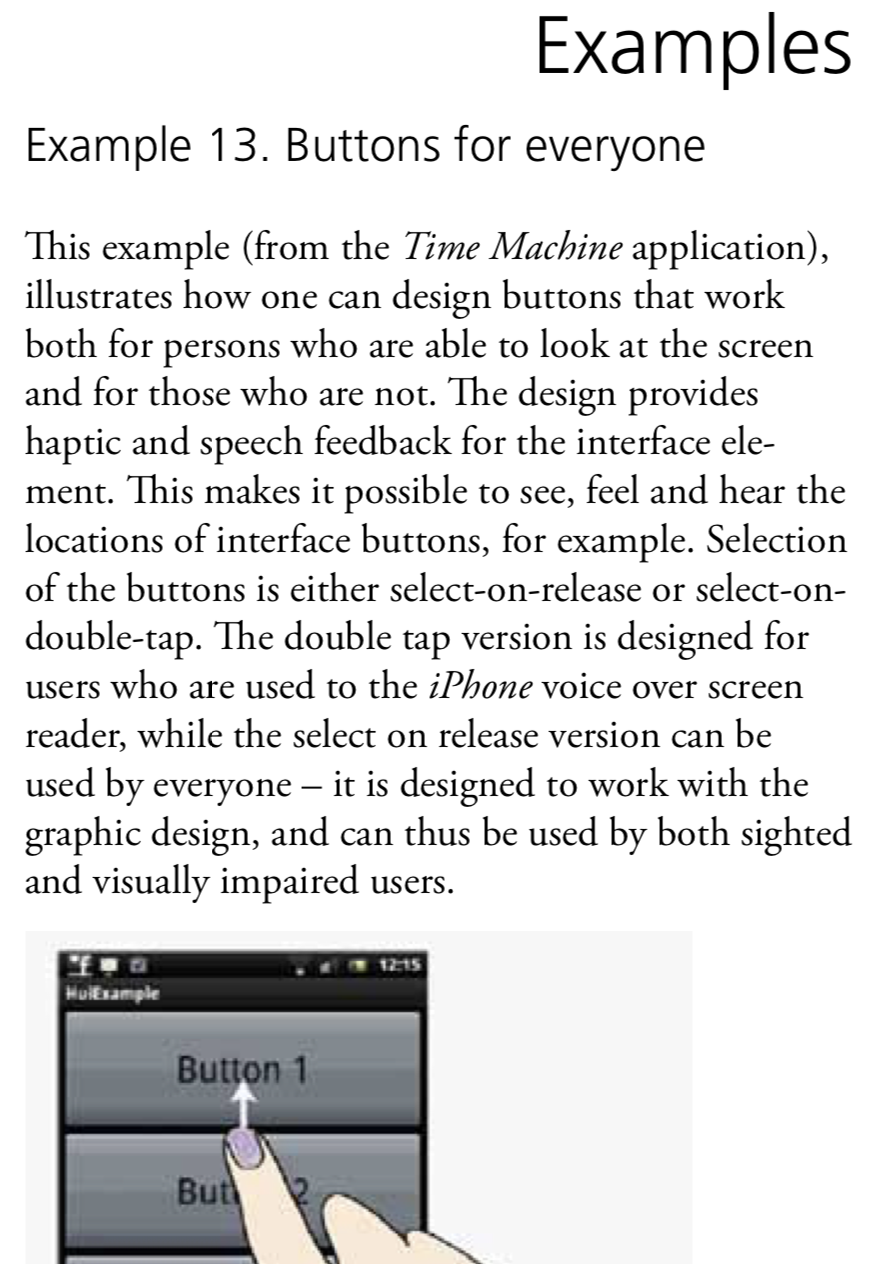 Examples
Example 13. Buttons for everyone
This example (from the Time Machine application),
illustrates how one can design buttons that work
both for persons who are able to look at the screen
and for those who are not. The design provides
haptic and speech feedback for the interface ele-
ment. This makes it possible to see, feel and hear the
locations of interface buttons, for example. Selection
of the buttons is either select-on-release or select-on-
double-tap. The double tap version is designed for
users who are used to the iPhone voice over screen
reader, while the select on release version can be
used by everyone – it is designed to work with the
graphic design, and can thus be used by both sighted
and visually impaired users.
12:15
HuiExample
Button 1
But 2